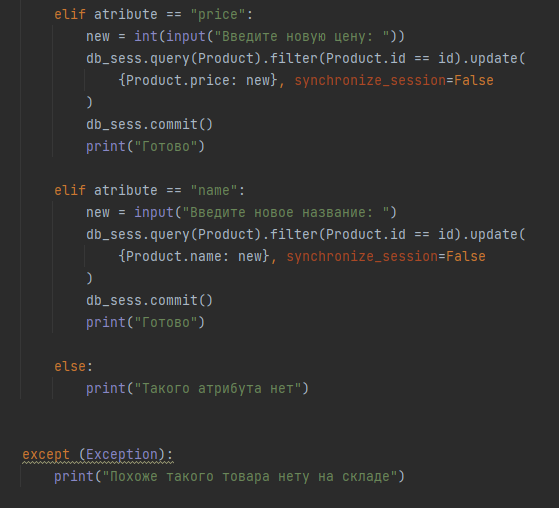 elif atribute == "price":
new = int(input("Введите новую цену: "))
db_sess.query(Product).filter(Product.id == id).update(
{Product.price: new}, synchronize_session=False
)
db_sess.commit()
print("Готово")
elif atribute == "name":
new = input("Введите новое название: ")
db_sess.query(Product).filter(Product.id == id).update(
{Product.name: new}, synchronize_session=False
)
db_sess.commit()
print("Готово")
else:
print("Такого атрибута нет")
except (Exception):
print("Похоже такого товара нету на складе")